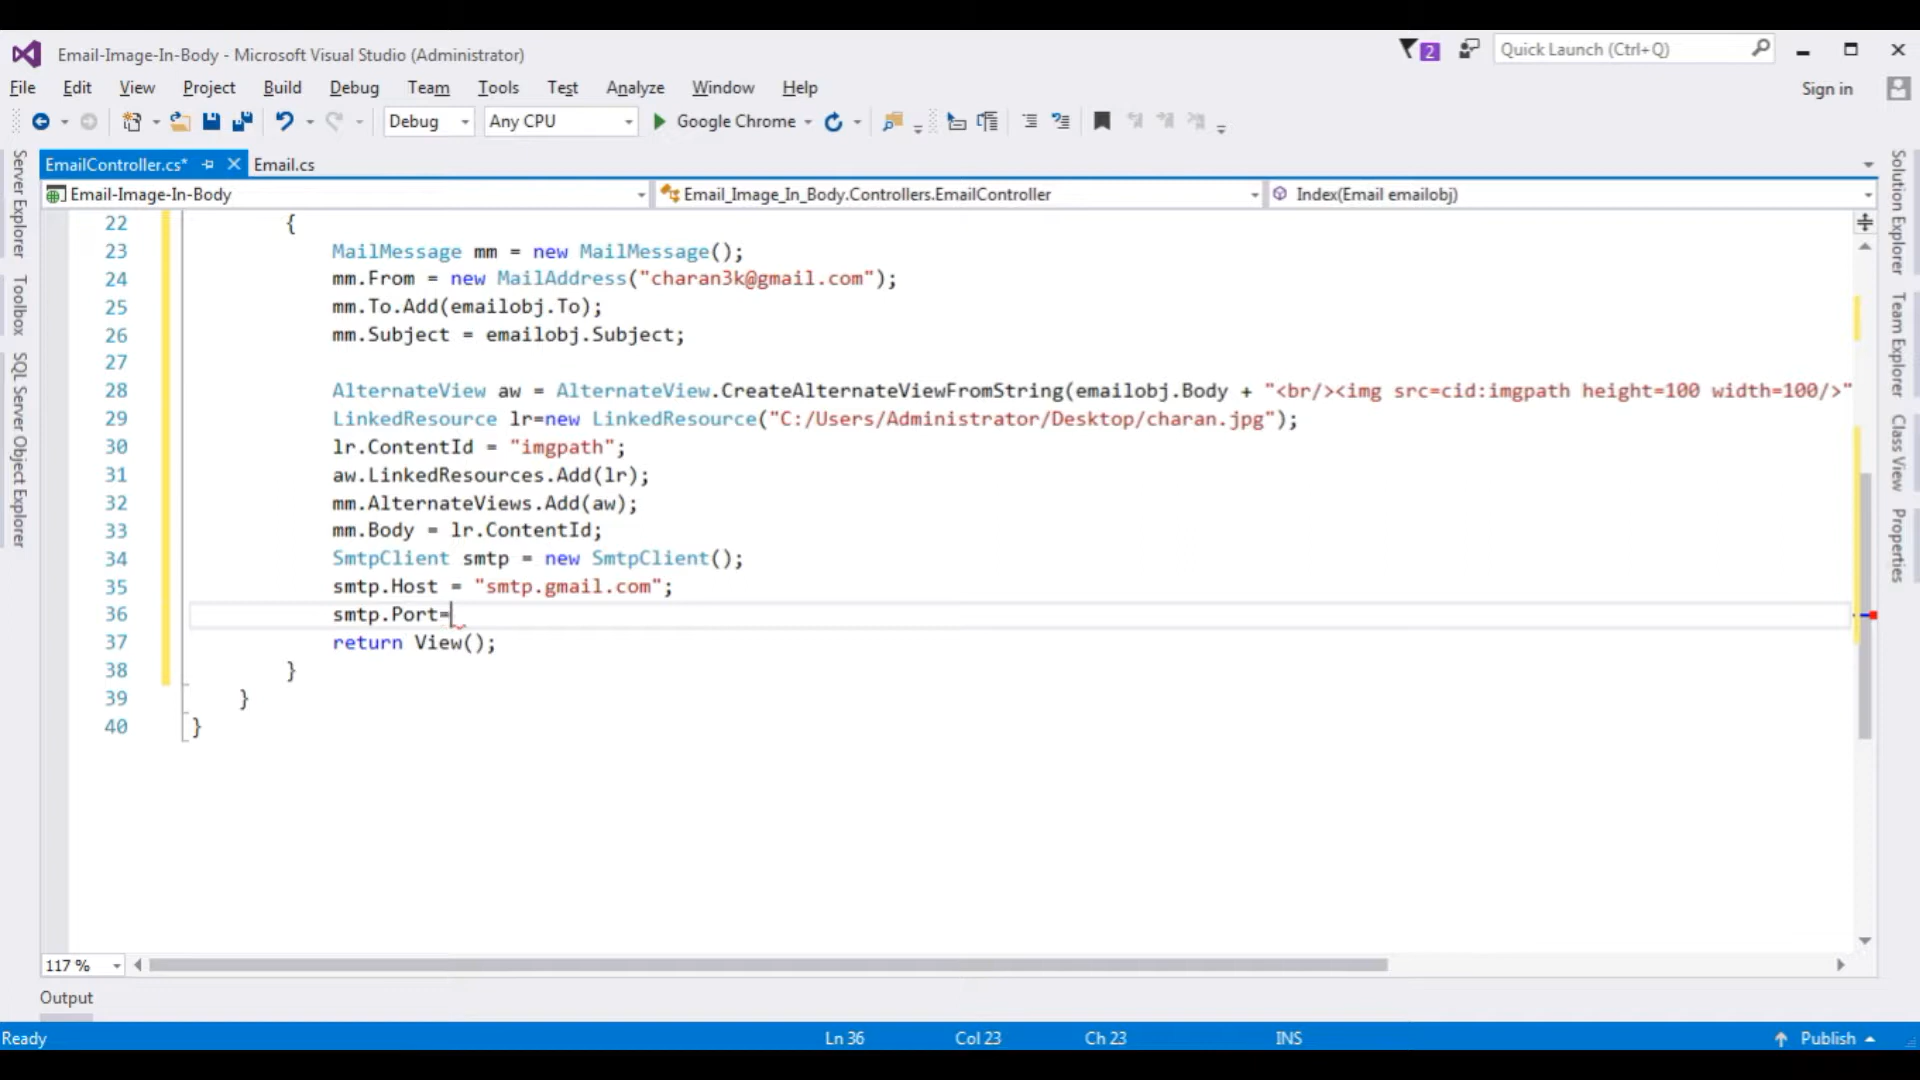 Email-Image-In-Body - Microsoft Visual Studio (Administrator)
2
Quick Launch (Ctrl+Q)
File Edit View Project Build Debug Team Tools Test Analyze Window Help
Sign in
Debug Any CPU Google Chrome
EmailController.cs* Email.cs
Email-Image-In-Body Email_Image_In_Body.Controllers.EmailController Index(Email emailobj)
22 {
23 MailMessage mm = new MailMessage();
24 mm.From = new MailAddress("charan3k@gmail.com");
25 mm.To.Add(emailobj.To);
26 mm.Subject = emailobj.Subject;
27
28 AlternateView aw = AlternateView.CreateAlternateViewFromString(emailobj.Body + "<br/><img src=cid:imgpath height=100 width=100/>"
29 LinkedResource lr=new LinkedResource("C:/Users/Administrator/Desktop/charan.jpg");
30 lr.ContentId = "imgpath";
31 aw.LinkedResources.Add(lr);
32 mm.AlternateViews.Add(aw);
33 mm.Body = lr.ContentId;
34 SmtpClient smtp = new SmtpClient();
35 smtp.Host = "smtp.gmail.com";
36 smtp.Port=
37 return View();
38 }
39 }
40 }
Server Explorer
Toolbox
SQL Server Object Explorer
Solution Explorer
Team Explorer
Class View
Properties
117 %
Output
Ready Ln 36 Col 23 Ch 23 INS Publish